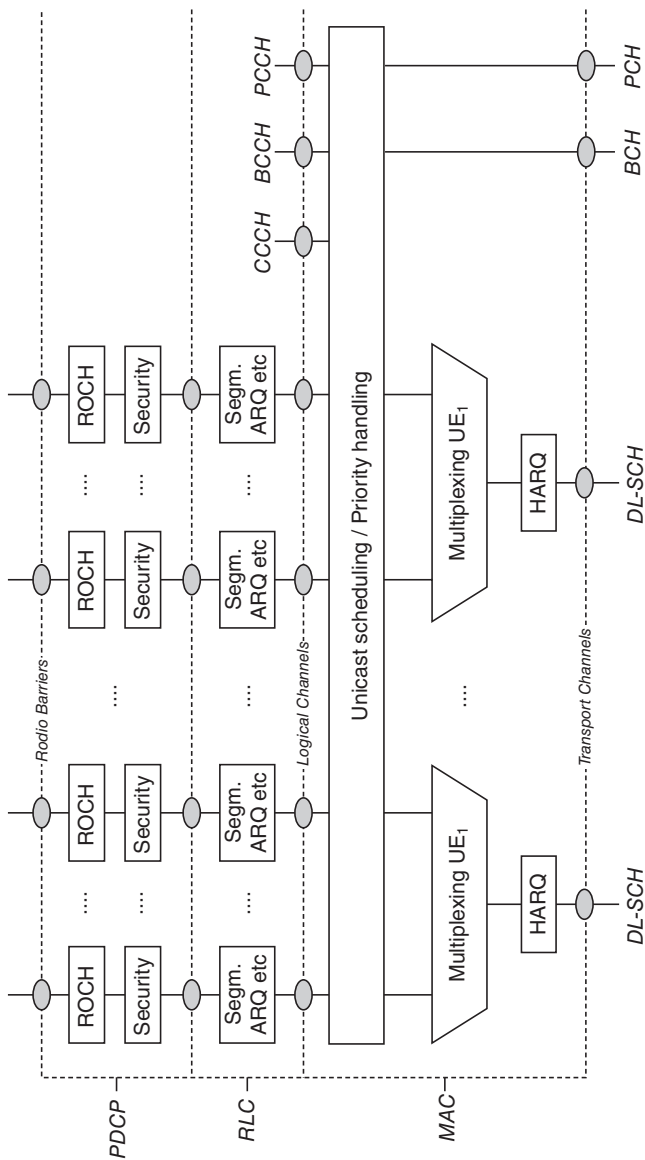 Rodio Barriers
ROCH
ROCH
ROCH
ROCH
PDCP
Security
Security
Security
Security
RLC
Segm.
ARQ etc
Segm.
ARQ etc
Segm.
ARQ etc
Segm.
ARQ etc
CCCH
BCCH
PCCH
Logical Channels
Unicast scheduling / Priority handling
MAC
Multiplexing UE₁
Multiplexing UE₁
HARQ
HARQ
Transport Channels
DL-SCH
DL-SCH
BCH
PCH